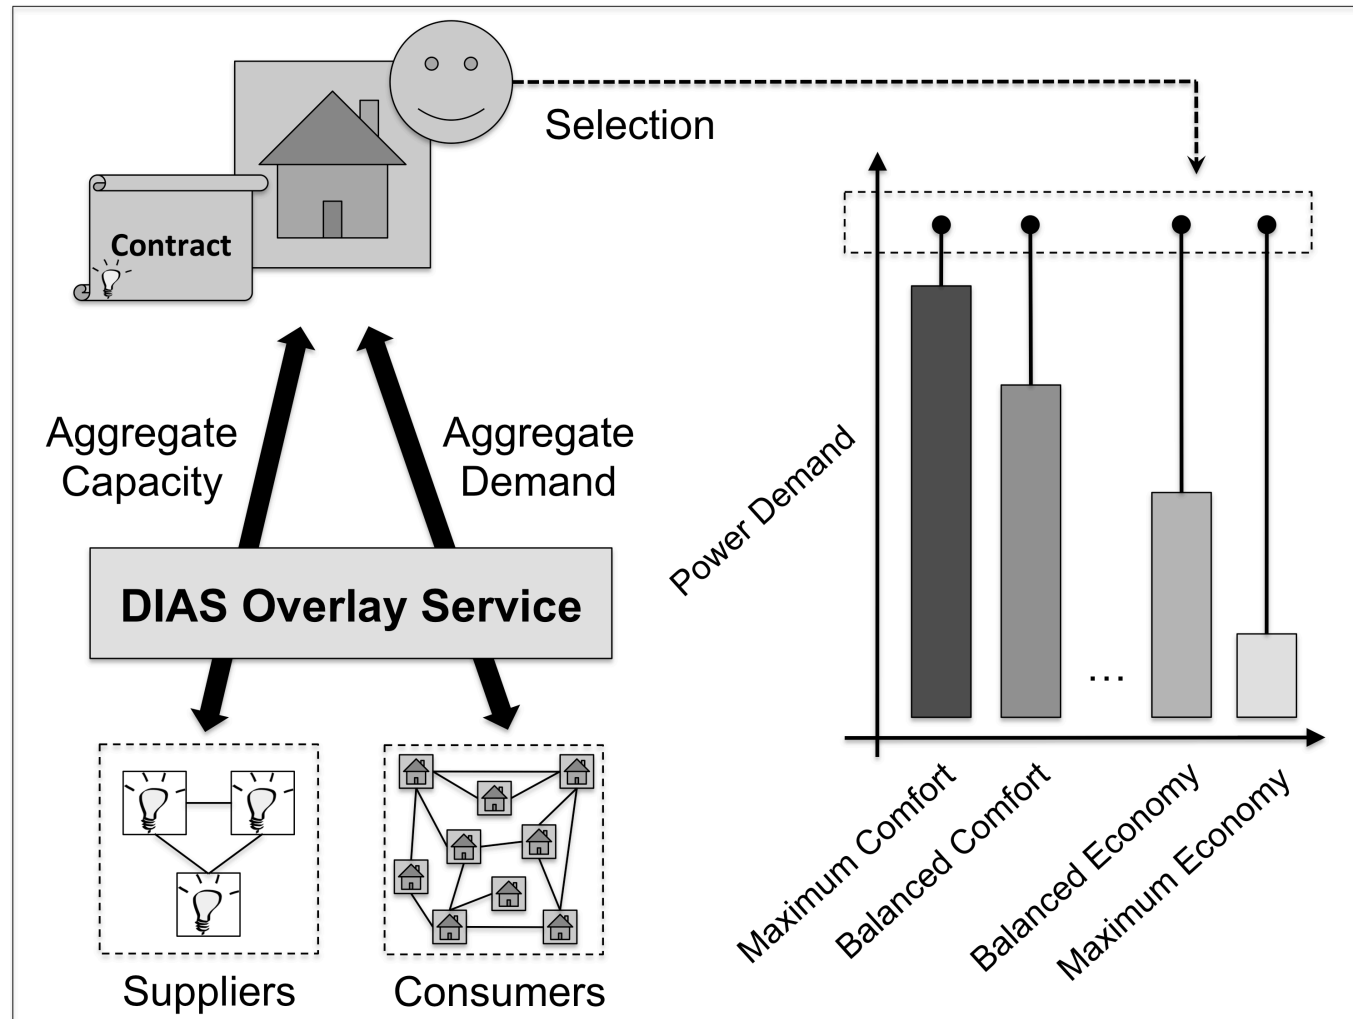 Selection
Contract
Aggregate
Capacity
Aggregate
Demand
DIAS Overlay Service
Suppliers
Consumers
Power Demand
...
Maximum Comfort
Balanced Comfort
Balanced Economy
Maximum Economy